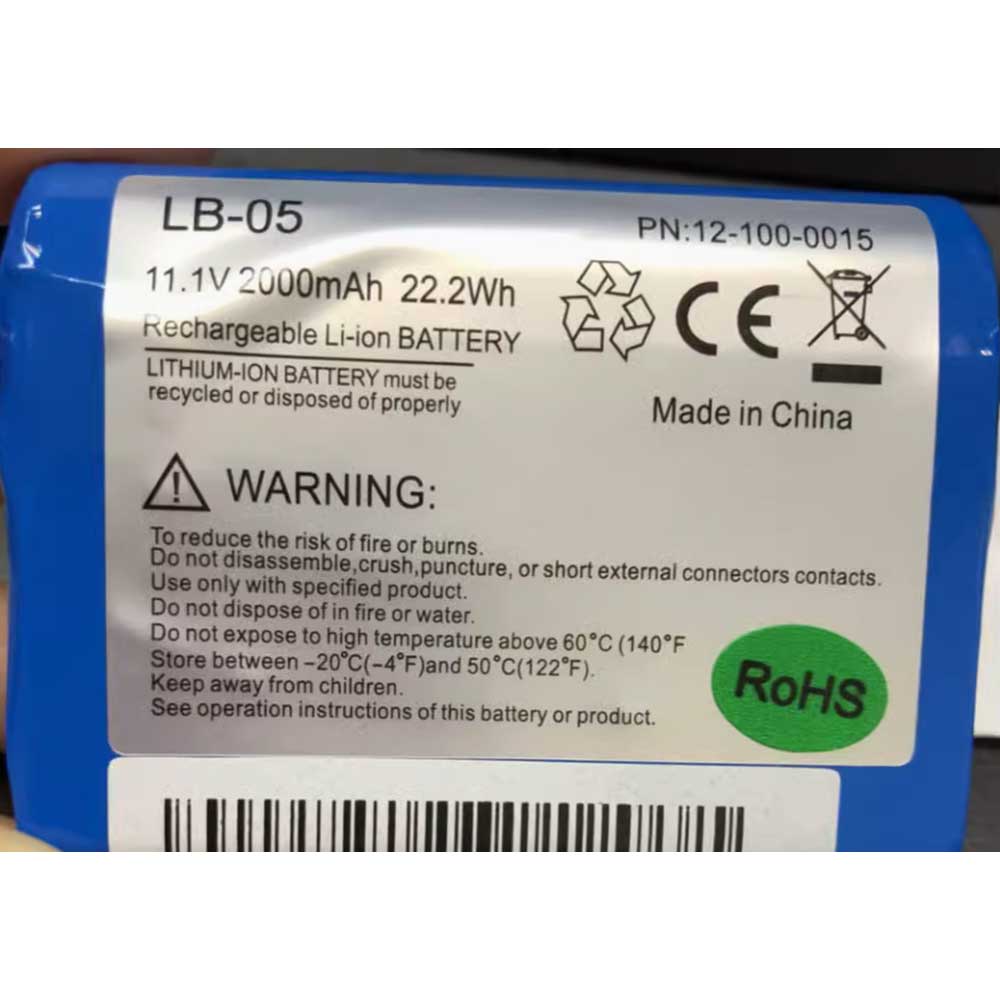 LB-05
PN:12-100-0015
11.1V 2000mAh 22.2Wh
Rechargeable Li-ion BATTERY
LITHIUM-ION BATTERY must be
recycled or disposed of properly
CE
Made in China
! WARNING:
To reduce the risk of fire or burns.
Do not disassemble,crush,puncture, or short external connectors contacts.
Use only with specified product.
Do not dispose of in fire or water.
Do not expose to high temperature above 60°C (140°F
Store between –20°C(–4°F)and 50°C(122°F).
Keep away from children.
See operation instructions of this battery or product.
RoHS